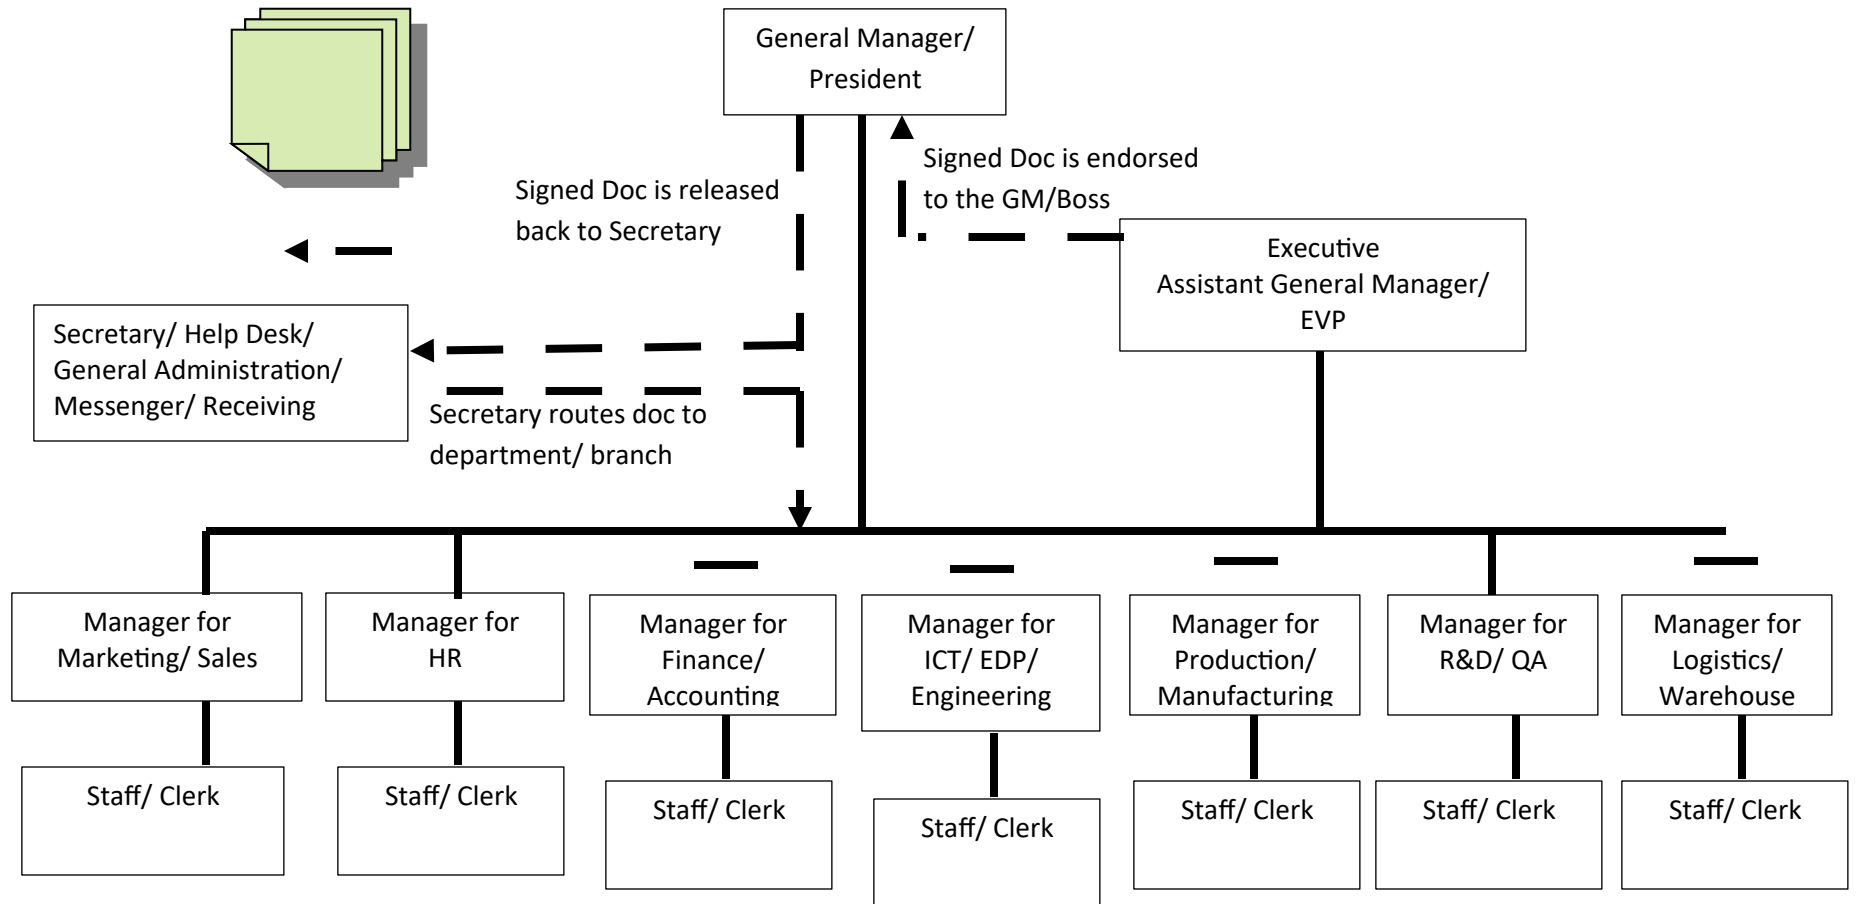 General Manager/
President
Signed Doc is endorsed
to the GM/Boss
Signed Doc is released
back to Secretary
Executive
Assistant General Manager/
EVP
Secretary/ Help Desk/
General Administration/
Messenger/ Receiving
Secretary routes doc to
department/ branch
Manager for
Marketing/ Sales
Manager for
HR
Manager for
Finance/
Accounting
Manager for
ICT/ EDP/
Engineering
Manager for
Production/
Manufacturing
Manager for
R&D/ QA
Manager for
Logistics/
Warehouse
Staff/ Clerk
Staff/ Clerk
Staff/ Clerk
Staff/ Clerk
Staff/ Clerk
Staff/ Clerk
Staff/ Clerk